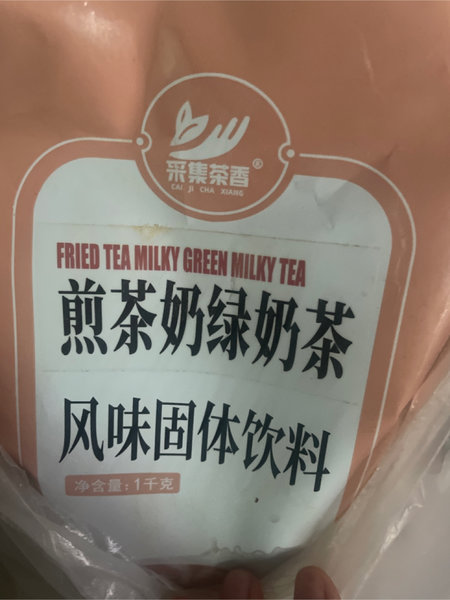 采集茶香®
CAI JI CHA XIANG
FRIED TEA MILKY GREEN MILKY TEA
煎茶奶绿奶茶
风味固体饮料
净含量:1千克